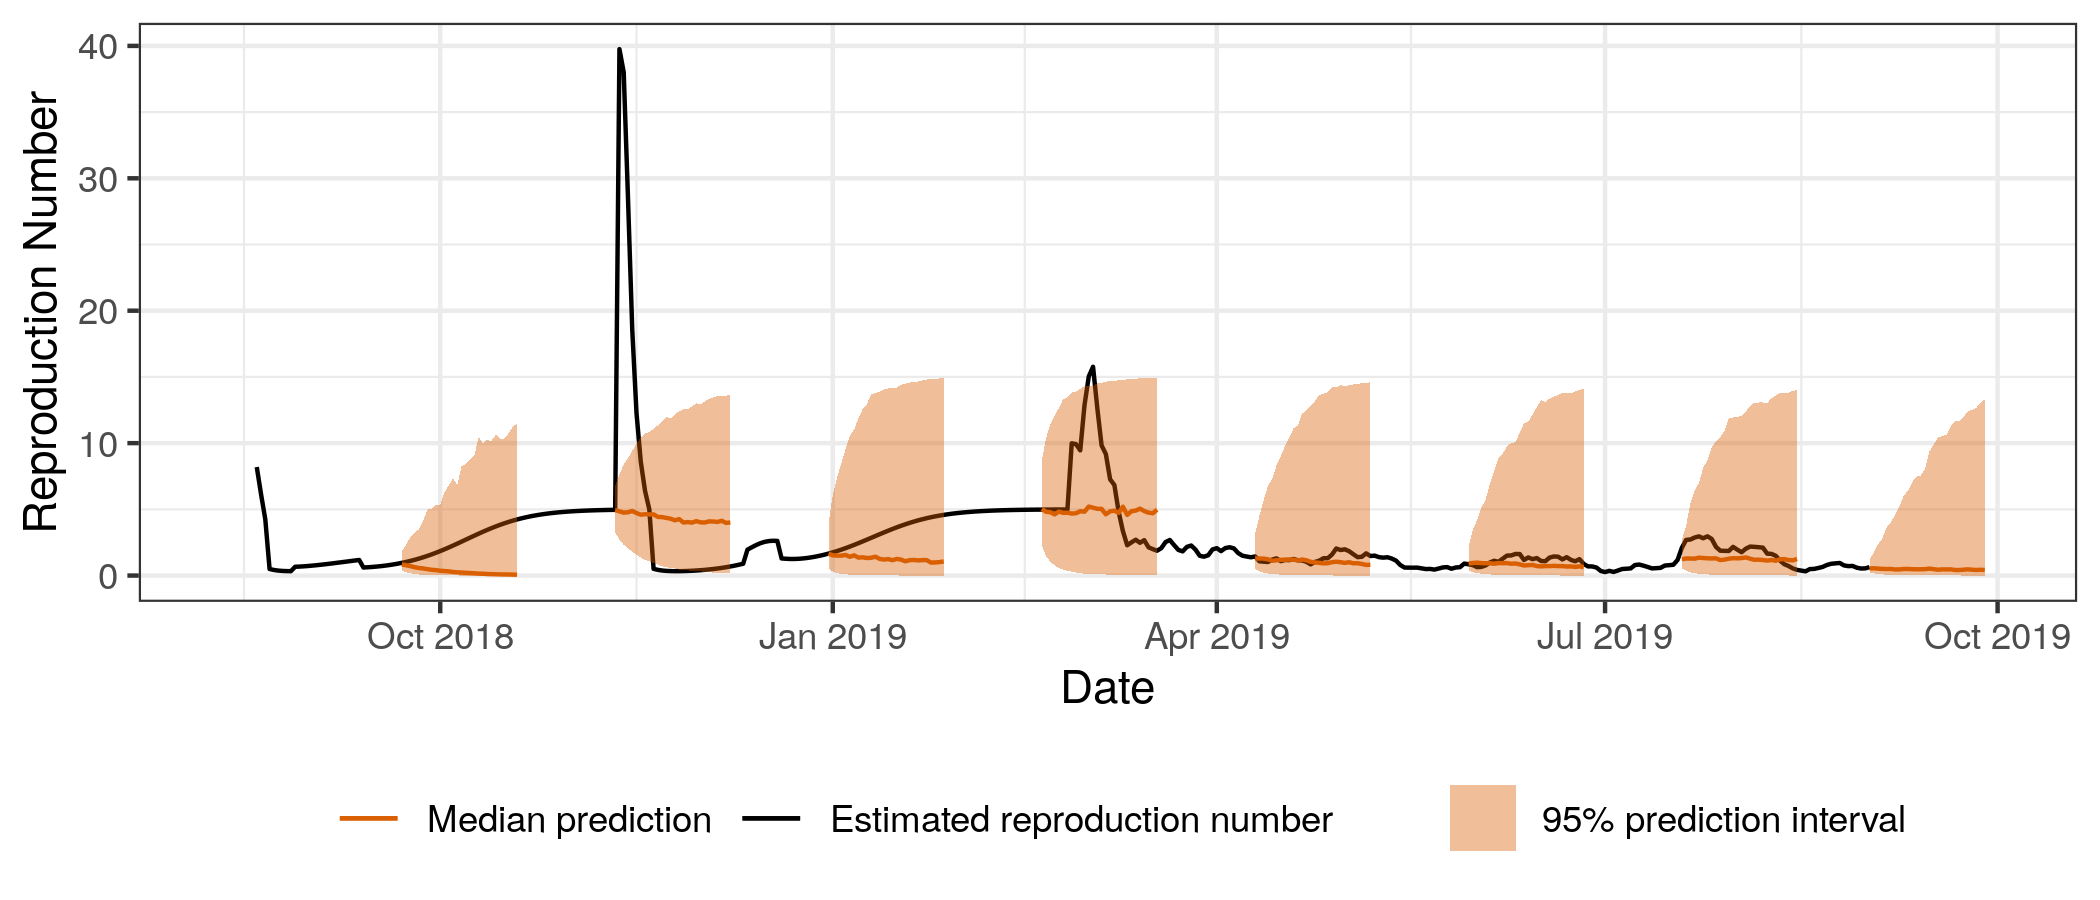 40
30
20
10
0
Reproduction Number
Oct 2018
Jan 2019
Apr 2019
Jul 2019
Oct 2019
Date
Median prediction
Estimated reproduction number
95% prediction interval